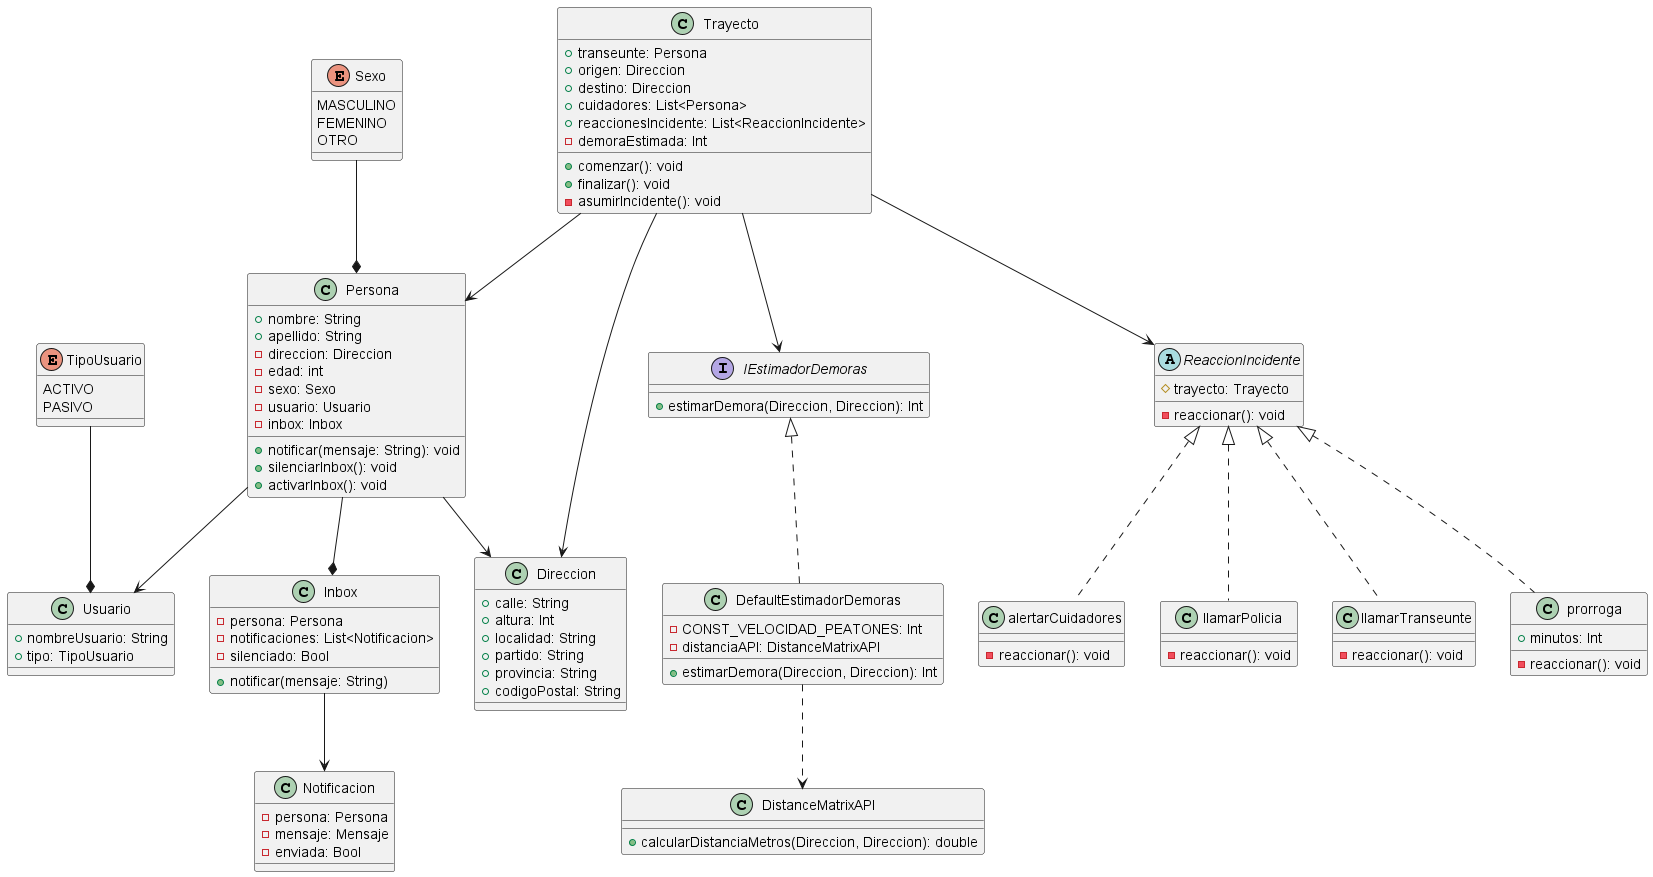 C Trayecto
transeunte: Persona
origen: Direccion
destino: Direccion
cuidadores: List<Persona>
reaccionesIncidente: List<ReaccionIncidente>
demoraEstimada: Int
comenzar(): void
finalizar(): void
asumirIncidente(): void
E Sexo
MASCULINO
FEMENINO
OTRO
C Persona
nombre: String
apellido: String
direccion: Direccion
edad: int
sexo: Sexo
usuario: Usuario
inbox: Inbox
notificar(mensaje: String): void
silenciarInbox(): void
activarInbox(): void
E TipoUsuario
ACTIVO
PASIVO
I IEstimadorDemoras
estimarDemora(Direccion, Direccion): Int
A ReaccionIncidente
trayecto: Trayecto
reaccionar(): void
C Usuario
nombreUsuario: String
tipo: TipoUsuario
C Inbox
persona: Persona
notificaciones: List<Notificacion>
silenciado: Bool
notificar(mensaje: String)
C Direccion
calle: String
altura: Int
localidad: String
partido: String
provincia: String
codigoPostal: String
C DefaultEstimadorDemoras
CONST_VELOCIDAD_PEATONES: Int
distanciaAPI: DistanceMatrixAPI
estimarDemora(Direccion, Direccion): Int
C alertarCuidadores
reaccionar(): void
C llamarPolicia
reaccionar(): void
C llamarTranseunte
reaccionar(): void
C prorroga
minutos: Int
reaccionar(): void
C Notificacion
persona: Persona
mensaje: Mensaje
enviada: Bool
C DistanceMatrixAPI
calcularDistanciaMetros(Direccion, Direccion): double